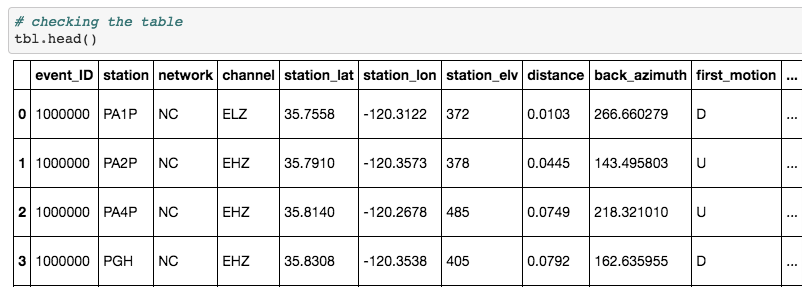 # checking the table
tbl.head()
event_ID station network channel station_lat station_lon station_elv distance back_azimuth first_motion ...
0 1000000 PA1P NC ELZ 35.7558 -120.3122 372 0.0103 266.660279 D ...
1 1000000 PA2P NC EHZ 35.7910 -120.3573 378 0.0445 143.495803 U ...
2 1000000 PA4P NC EHZ 35.8140 -120.2678 485 0.0749 218.321010 U ...
3 1000000 PGH NC EHZ 35.8308 -120.3538 405 0.0792 162.635955 D ...